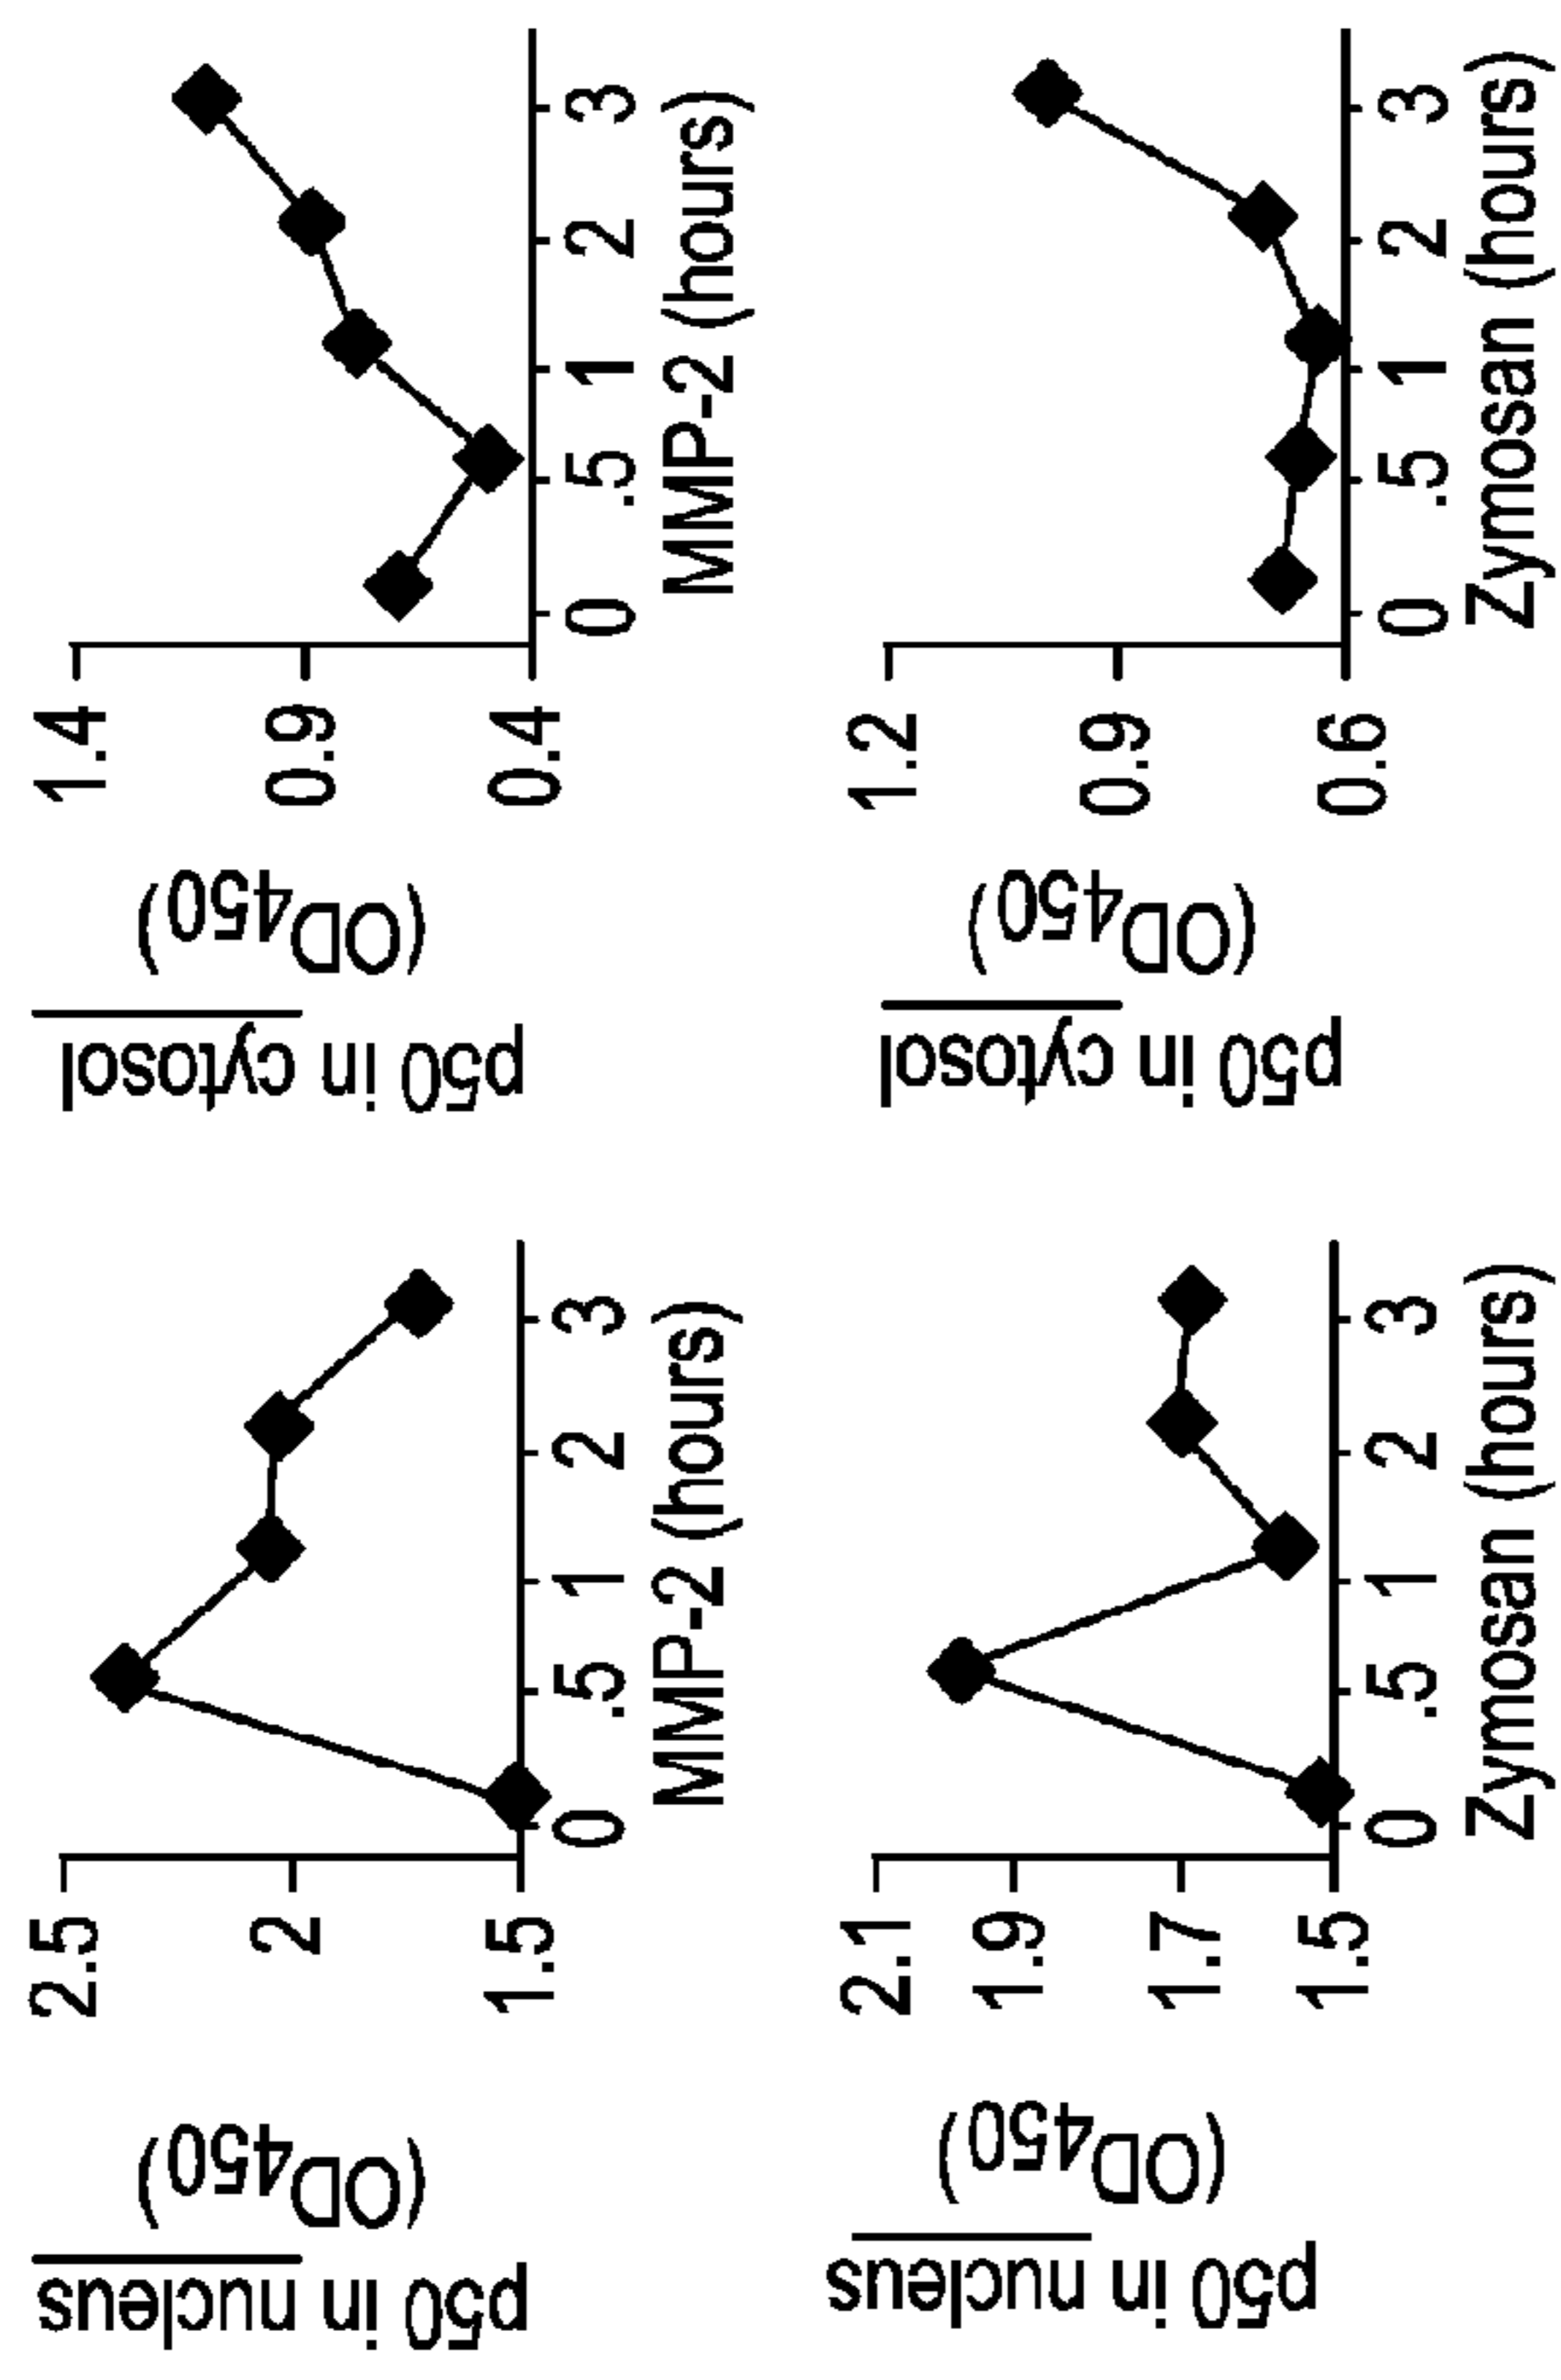 p50 in nucleus
(OD450)
2.5
2
1.5
0 .5 1 2 3
MMP-2 (hours)
p50 in cytosol
(OD450)
1.4
0.9
0.4
0 .5 1 2 3
MMP-2 (hours)
p50 in nucleus
(OD450)
2.1
1.9
1.7
1.5
0 .5 1 2 3
Zymosan (hours)
p50 in cytosol
(OD450)
1.2
0.9
0.6
0 .5 1 2 3
Zymosan (hours)